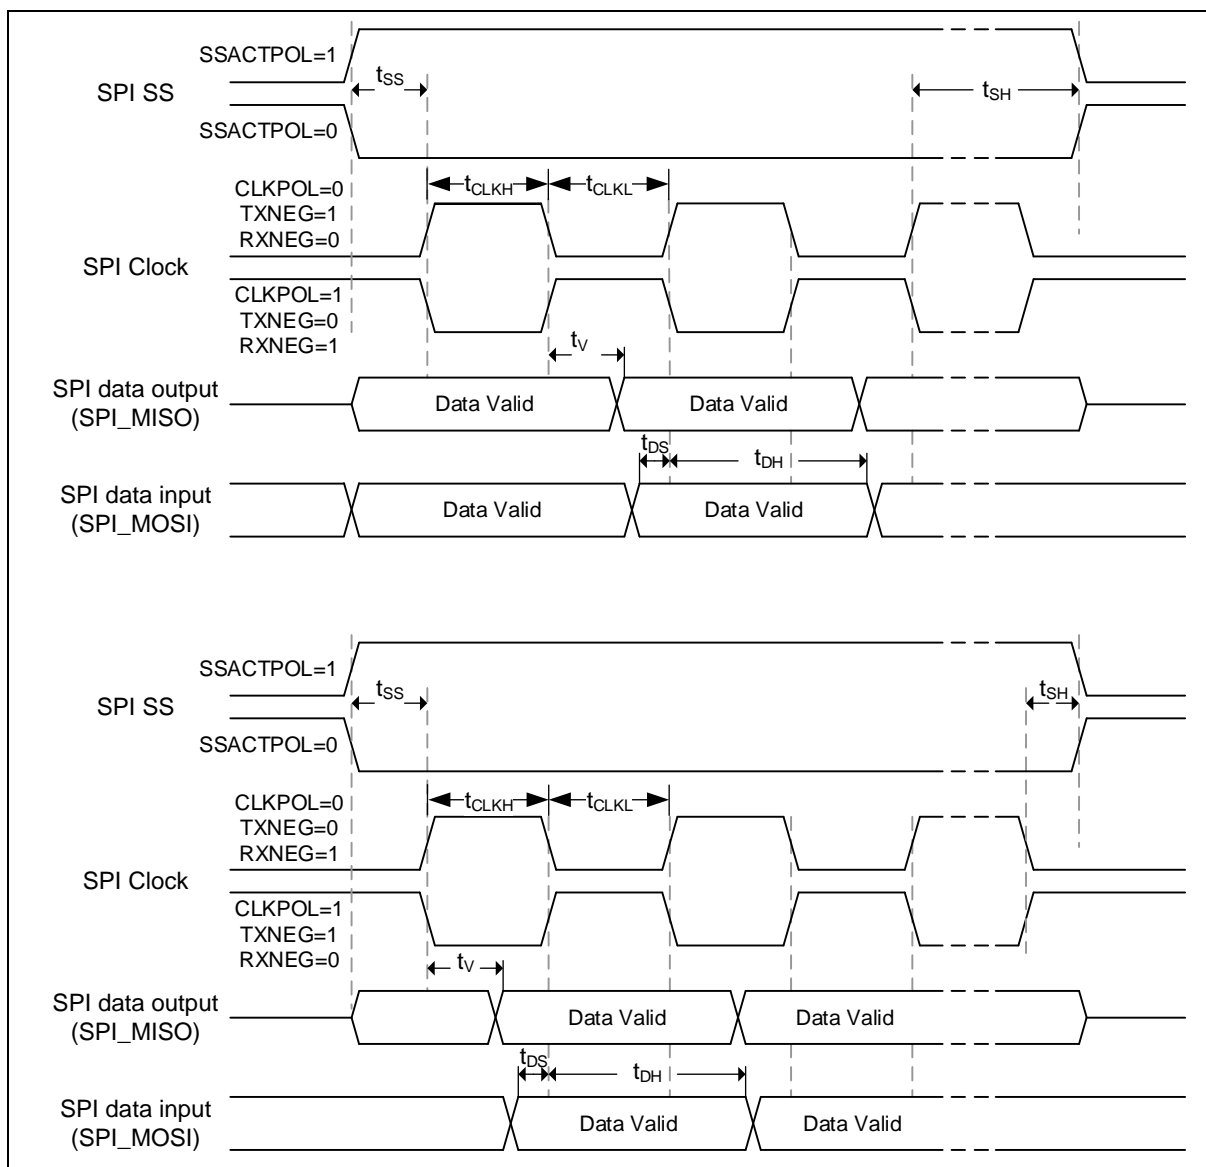 SSACTPOL=1
tSS
SPI SS
tSH
SSACTPOL=0
CLKPOL=0
TXNEG=1
RXNEG=0
tCLKH
tCLKL
SPI Clock
CLKPOL=1
TXNEG=0
RXNEG=1
tV
SPI data output
(SPI_MISO)
Data Valid
Data Valid
tDS
tDH
SPI data input
(SPI_MOSI)
Data Valid
Data Valid
SSACTPOL=1
tSS
SPI SS
tSH
SSACTPOL=0
CLKPOL=0
TXNEG=0
RXNEG=1
tCLKH
tCLKL
SPI Clock
CLKPOL=1
TXNEG=1
RXNEG=0
tV
SPI data output
(SPI_MISO)
Data Valid
Data Valid
tDS
tDH
SPI data input
(SPI_MOSI)
Data Valid
Data Valid